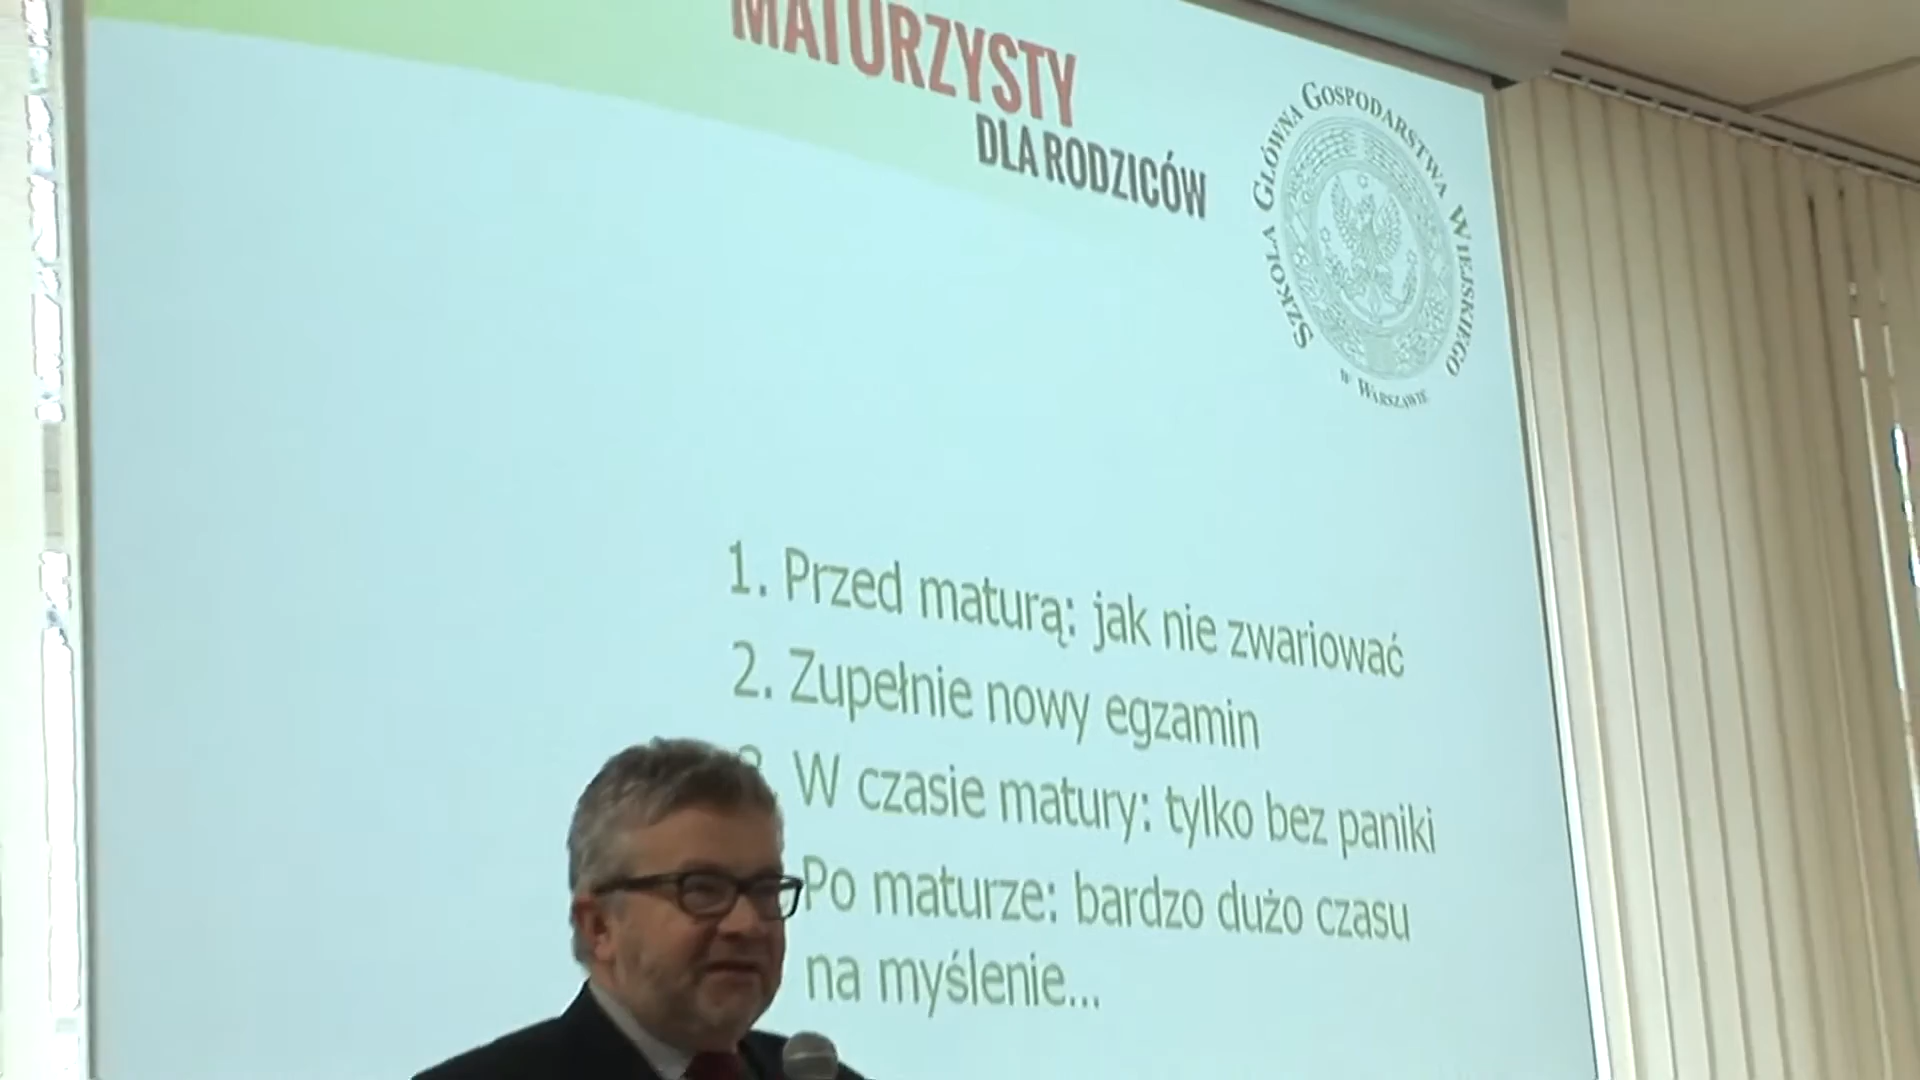 MATURZYSTY
DLA RODZICÓW
SZKOŁA GŁÓWNA GOSPODARSTWA WIEJSKIEGO
W WARSZAWIE
1. Przed maturą: jak nie zwariować
2. Zupełnie nowy egzamin
3. W czasie matury: tylko bez paniki
Po maturze: bardzo dużo czasu
na myślenie...